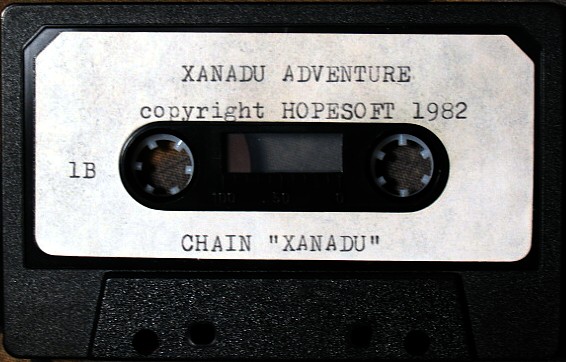 XANADU ADVENTURE
copyright HOPESOFT 1982
1B
CHAIN "XANADU"